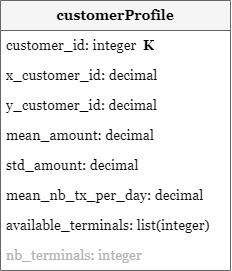 customerProfile
customer_id: integer K
x_customer_id: decimal
y_customer_id: decimal
mean_amount: decimal
std_amount: decimal
mean_nb_tx_per_day: decimal
available_terminals: list(integer)
nb_terminals: integer